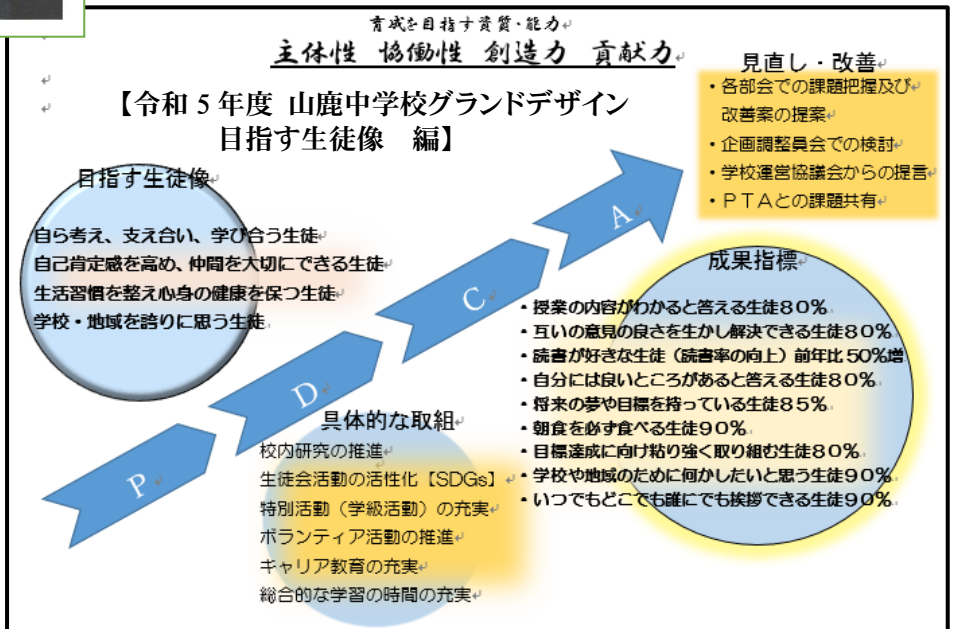 育成を目指す資質・能力
主体性 協働性 創造力 貢献力
【令和5年度 山鹿中学校グランドデザイン
目指す生徒像 編】
見直し・改善
・各部会での課題把握及び
改善案の提案
・企画調整員会での検討
・学校運営協議会からの提言
・PTAとの課題共有
目指す生徒像
自ら考え、支え合い、学び合う生徒
自己肯定感を高め、仲間を大切にできる生徒
生活習慣を整え心身の健康を保つ生徒
学校・地域を誇りに思う生徒
P
D
C
A
成果指標
・授業の内容がわかると答える生徒80%
・互いの意見の良さを生かし解決できる生徒80%
・読書が好きな生徒(読書率の向上)前年比50%増
・自分には良いところがあると答える生徒80%
・将来の夢や目標を持っている生徒85%
・朝食を必ず食べる生徒90%
・目標達成に向け粘り強く取り組む生徒80%
・学校や地域のために何かしたいと思う生徒90%
・いつでもどこでも誰にでも挨拶できる生徒90%
具体的な取組
校内研究の推進
生徒会活動の活性化【SDGs】
特別活動(学級活動)の充実
ボランティア活動の推進
キャリア教育の充実
総合的な学習の時間の充実